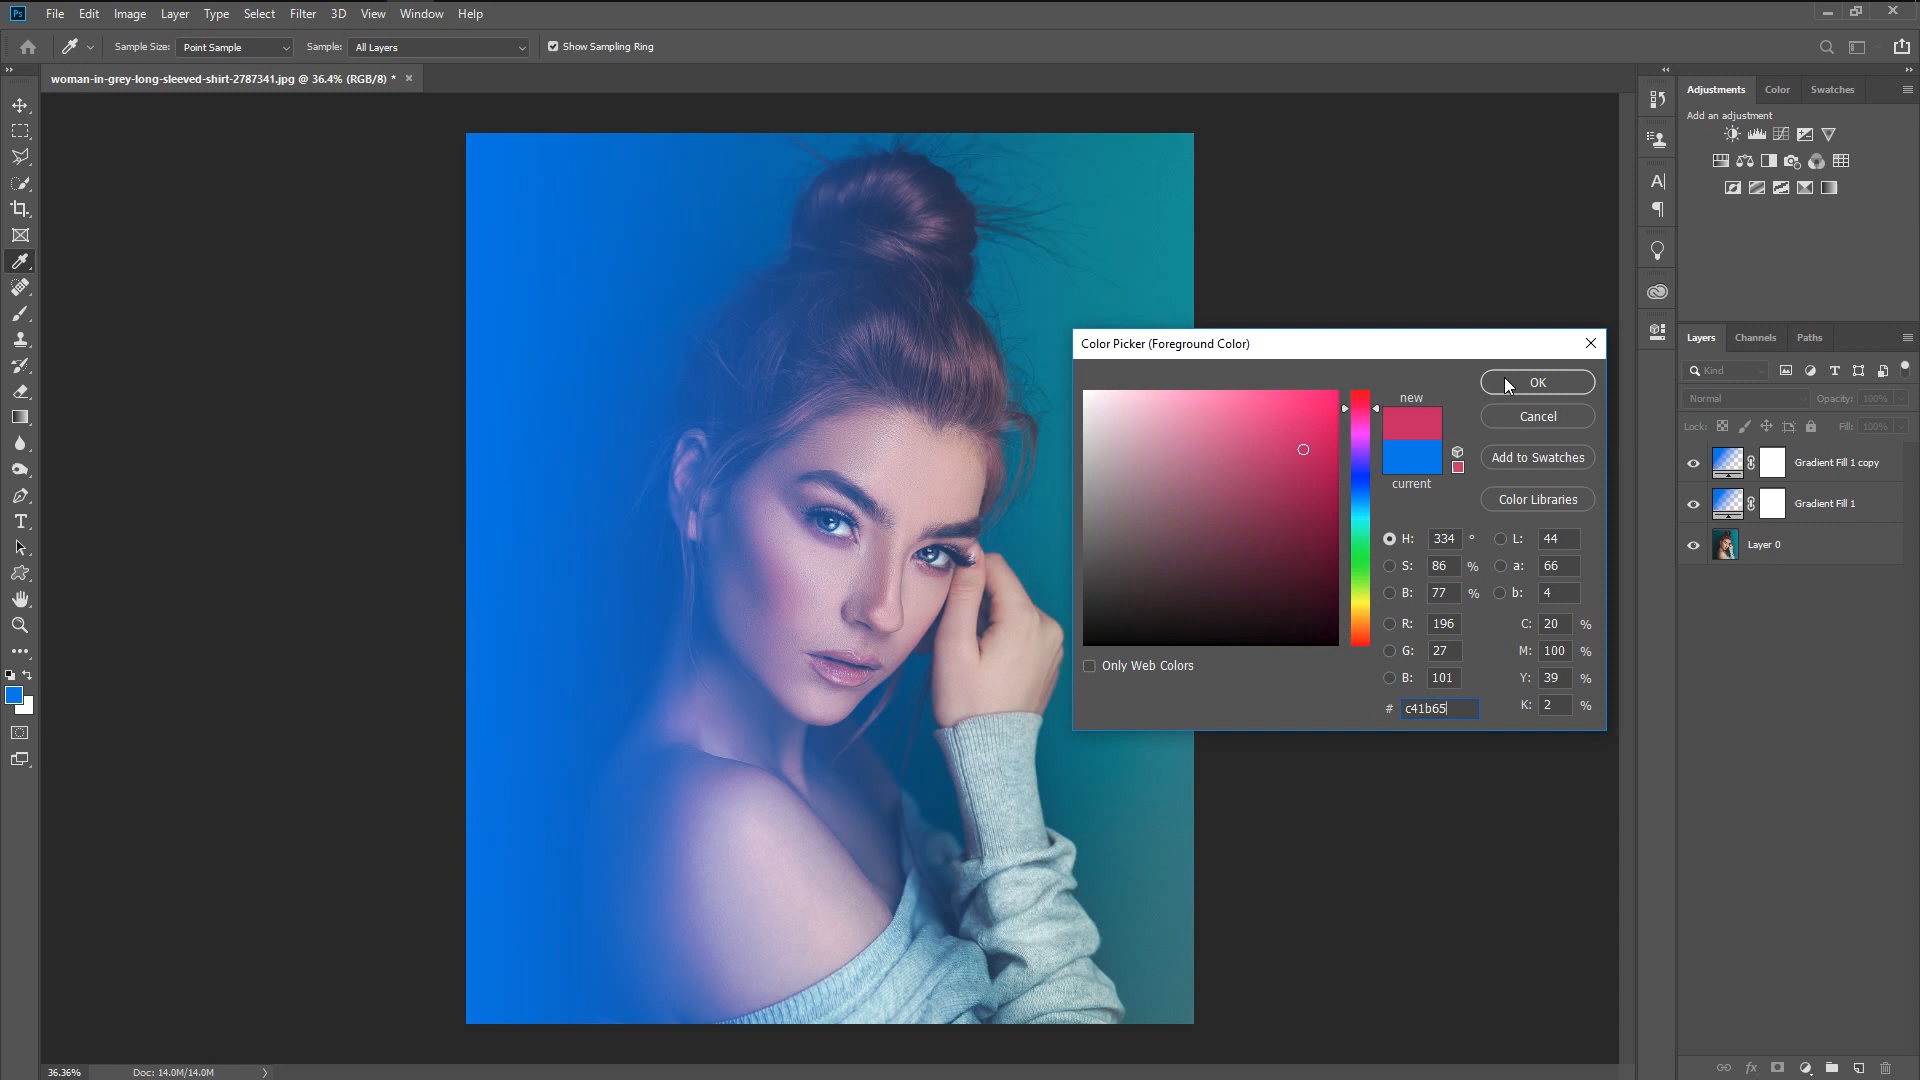 Ps File Edit Image Layer Type Select Filter 3D View Window Help
Sample Size: Point Sample Sample: All Layers Show Sampling Ring
woman-in-grey-long-sleeved-shirt-2787341.jpg @ 36.4% (RGB/8) * ×
Adjustments Color Swatches
Add an adjustment
Color Picker (Foreground Color)
new
current
OK
Cancel
Add to Swatches
Color Libraries
H: 334 ° L: 44
S: 86 % a: 66
B: 77 % b: 4
R: 196 C: 20 %
G: 27 M: 100 %
B: 101 Y: 39 %
# c41b65 K: 2 %
Only Web Colors
Layers Channels Paths
Kind
Normal Opacity: 100%
Lock: Fill: 100%
Gradient Fill 1 copy
Gradient Fill 1
Layer 0
fx
36.36% Doc: 14.0M/14.0M